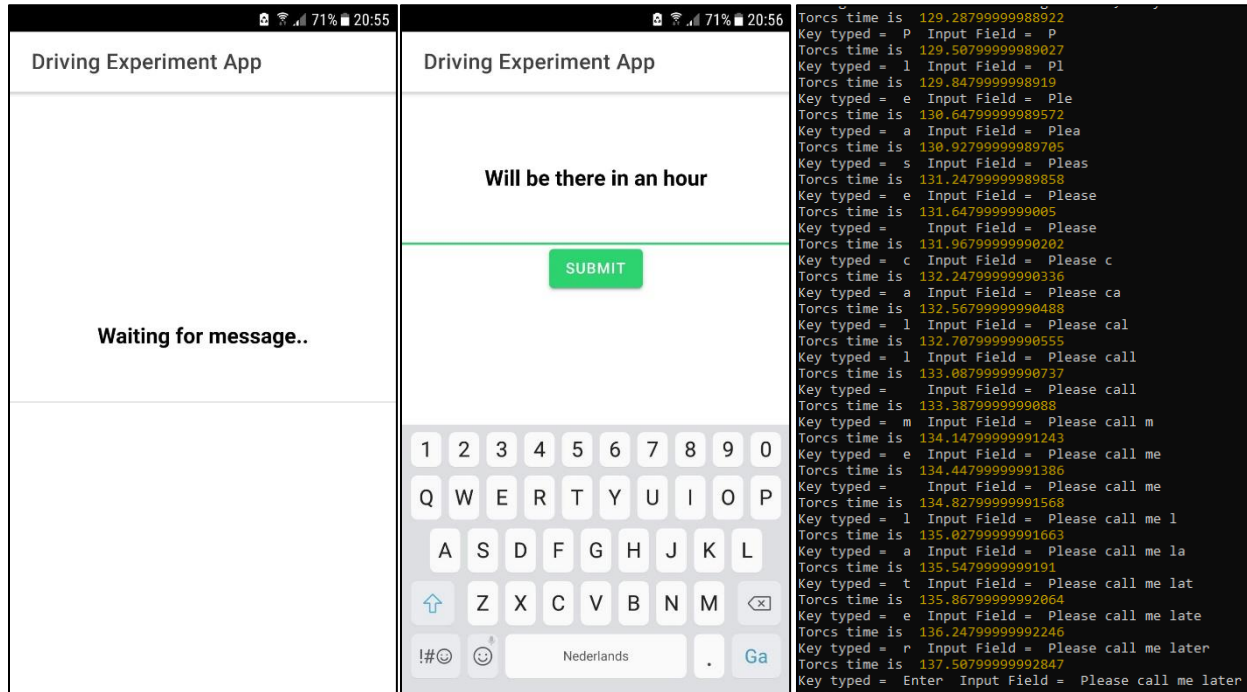 71% 20:55
Driving Experiment App
Waiting for message..
71% 20:56
Driving Experiment App
Will be there in an hour
SUBMIT
1 2 3 4 5 6 7 8 9 0
Q W E R T Y U I O P
A S D F G H J K L
Z X C V B N M
!#☺ Nederlands . Ga
Torcs time is 129.28799999988922
Key typed = P Input Field = P
Torcs time is 129.50799999989027
Key typed = l Input Field = Pl
Torcs time is 129.8479999998919
Key typed = e Input Field = Ple
Torcs time is 130.64799999989572
Key typed = a Input Field = Plea
Torcs time is 130.92799999989705
Key typed = s Input Field = Pleas
Torcs time is 131.24799999989858
Key typed = e Input Field = Please
Torcs time is 131.6479999999005
Key typed = Input Field = Please
Torcs time is 131.96799999990202
Key typed = c Input Field = Please c
Torcs time is 132.24799999990336
Key typed = a Input Field = Please ca
Torcs time is 132.56799999990488
Key typed = l Input Field = Please cal
Torcs time is 132.70799999990555
Key typed = l Input Field = Please call
Torcs time is 133.08799999990737
Key typed = Input Field = Please call
Torcs time is 133.3879999999088
Key typed = m Input Field = Please call m
Torcs time is 134.14799999991243
Key typed = e Input Field = Please call me
Torcs time is 134.44799999991386
Key typed = Input Field = Please call me
Torcs time is 134.82799999991568
Key typed = l Input Field = Please call me l
Torcs time is 135.02799999991663
Key typed = a Input Field = Please call me la
Torcs time is 135.5479999999191
Key typed = t Input Field = Please call me lat
Torcs time is 135.86799999992064
Key typed = e Input Field = Please call me late
Torcs time is 136.24799999992246
Key typed = r Input Field = Please call me later
Torcs time is 137.50799999992847
Key typed = Enter Input Field = Please call me later